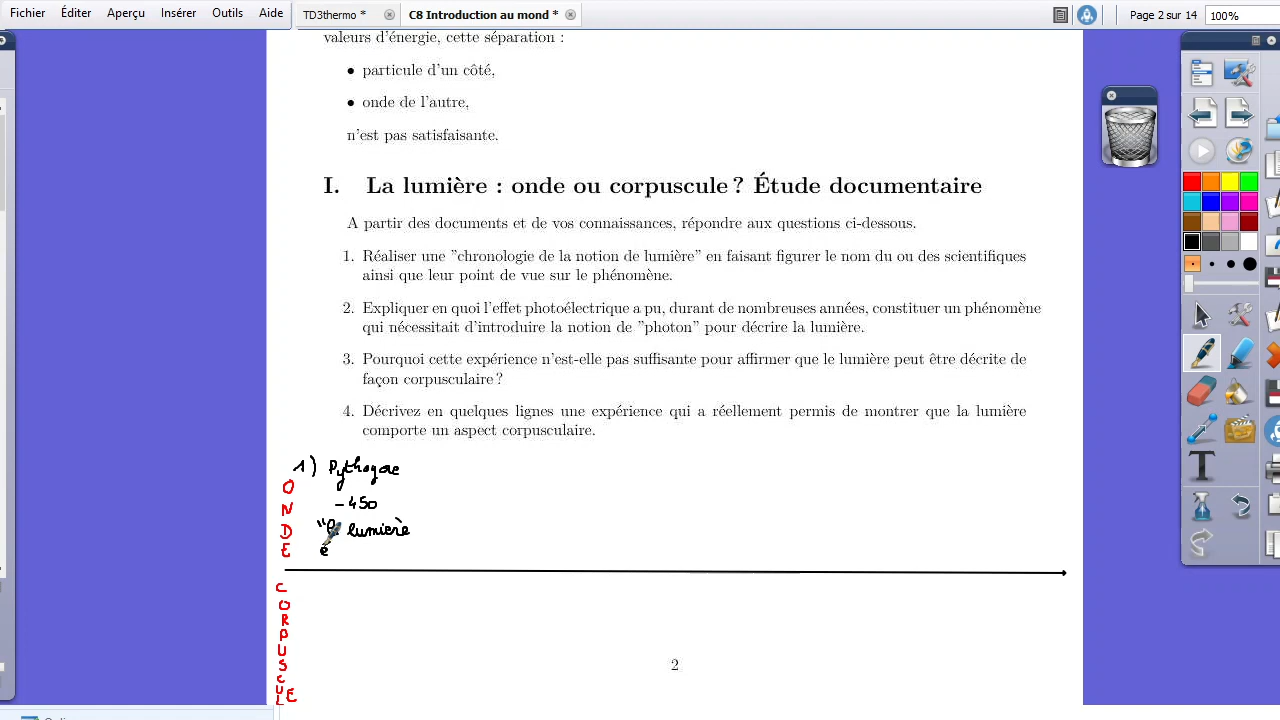 Fichier Éditer Aperçu Insérer Outils Aide
TD3thermo *
C8 Introduction au mond *
Page 2 sur 14
100%
valeurs d'énergie, cette séparation :
• particule d'un côté,
• onde de l'autre,
n'est pas satisfaisante.
I. La lumière : onde ou corpuscule ? Étude documentaire
A partir des documents et de vos connaissances, répondre aux questions ci-dessous.
1. Réaliser une "chronologie de la notion de lumière" en faisant figurer le nom du ou des scientifiques
ainsi que leur point de vue sur le phénomène.
2. Expliquer en quoi l'effet photoélectrique a pu, durant de nombreuses années, constituer un phénomène
qui nécessitait d'introduire la notion de "photon" pour décrire la lumière.
3. Pourquoi cette expérience n'est-elle pas suffisante pour affirmer que le lumière peut être décrite de
façon corpusculaire ?
4. Décrivez en quelques lignes une expérience qui a réellement permis de montrer que la lumière
comporte un aspect corpusculaire.
1) Pythagore
-450
lumière
é
ONDE
CORPUSCULE
2
T